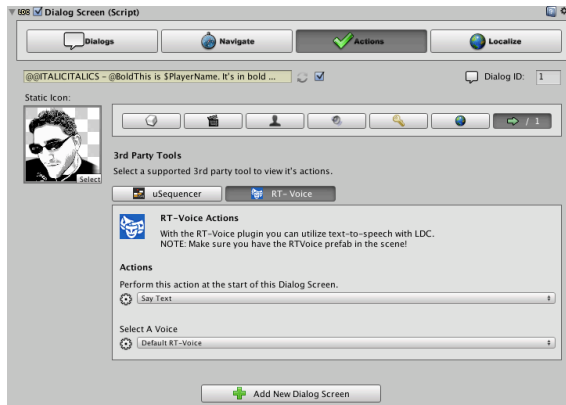 Dialog Screen (Script)
Dialogs
Navigate
Actions
Localize
@@ITALICITALICS - @BoldThis is $PlayerName. It's in bold ...
Dialog ID: 1
Static Icon:
Select
/ 1
3rd Party Tools
Select a supported 3rd party tool to view it's actions.
uSequencer
RT-Voice
RT-Voice Actions
With the RT-Voice plugin you can utilize text-to-speech with LDC.
NOTE: Make sure you have the RTVoice prefab in the scene!
Actions
Perform this action at the start of this Dialog Screen.
Say Text
Select A Voice
Default RT-Voice
Add New Dialog Screen